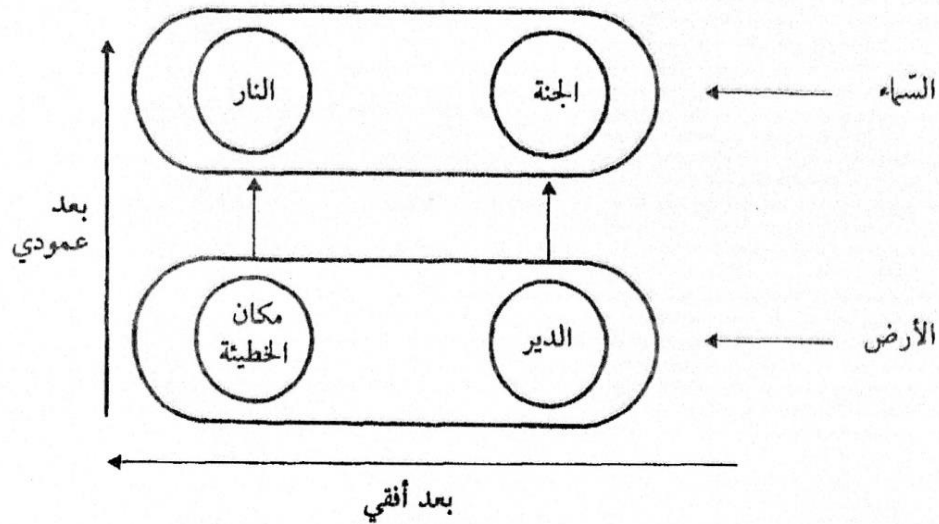 السّماء
الجنة
النار
بعد
عمودي
الأرض
الدير
مكان
الخطيئة
بعد أفقي